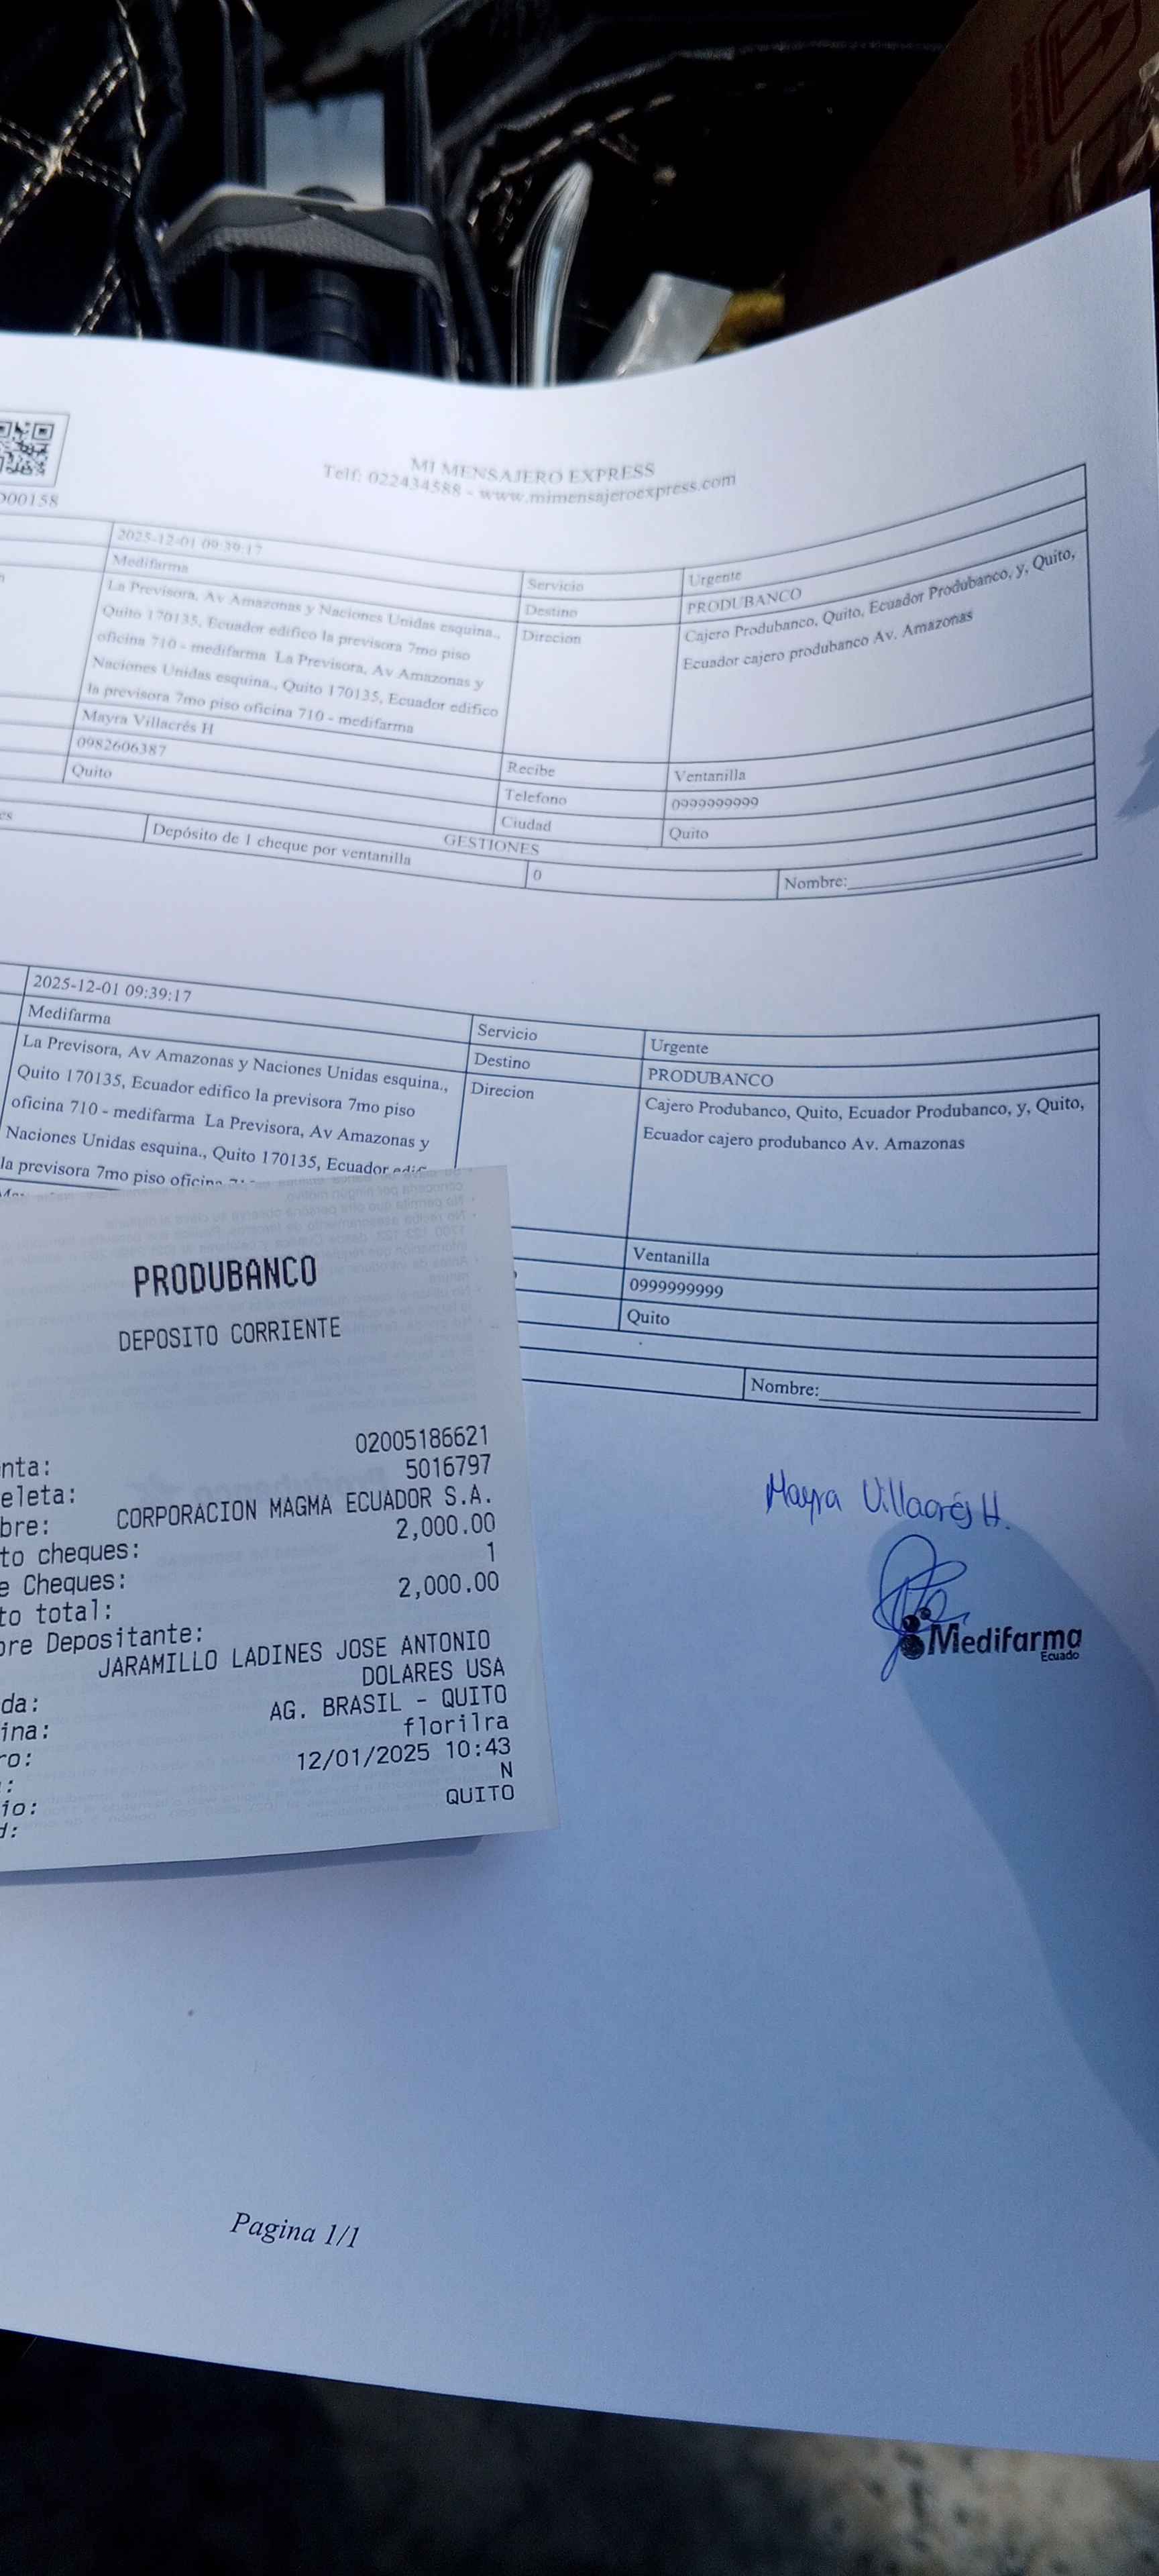 000158
MI MENSAJERO EXPRESS
Telf: 022434588 - www.mimensajeroexpress.com
2025-12-01 09:39:17
Medifarma
Servicio
Urgente
Destino
PRODUBANCO
La Previsora, Av Amazonas y Naciones Unidas esquina.,
Quito 170135, Ecuador edifico la previsora 7mo piso
oficina 710 - medifarma La Previsora, Av Amazonas y
Naciones Unidas esquina., Quito 170135, Ecuador edifico
la previsora 7mo piso oficina 710 - medifarma
Direcion
Cajero Produbanco, Quito, Ecuador Produbanco, y, Quito,
Ecuador cajero produbanco Av. Amazonas
Mayra Villacrés H
Recibe
Ventanilla
0982606387
Telefono
0999999999
Quito
Ciudad
Quito
GESTIONES
es
Depósito de 1 cheque por ventanilla
0
Nombre:
2025-12-01 09:39:17
Medifarma
Servicio
Urgente
Destino
PRODUBANCO
La Previsora, Av Amazonas y Naciones Unidas esquina.,
Quito 170135, Ecuador edifico la previsora 7mo piso
oficina 710 - medifarma La Previsora, Av Amazonas y
Naciones Unidas esquina., Quito 170135, Ecuador
la previsora 7mo piso oficina
Direcion
Cajero Produbanco, Quito, Ecuador Produbanco, y, Quito,
Ecuador cajero produbanco Av. Amazonas
Ventanilla
0999999999
Quito
Nombre:
PRODUBANCO
DEPOSITO CORRIENTE
nta: 02005186621
eleta: 5016797
bre: CORPORACION MAGMA ECUADOR S.A.
to cheques: 2,000.00
e Cheques: 1
to total: 2,000.00
bre Depositante:
JARAMILLO LADINES JOSE ANTONIO
da: DOLARES USA
ina: AG. BRASIL - QUITO
ro: florilra
: 12/01/2025 10:43
io: N
d: QUITO
Mayra Villacrés H.
Medifarma
Ecuador
Pagina 1/1